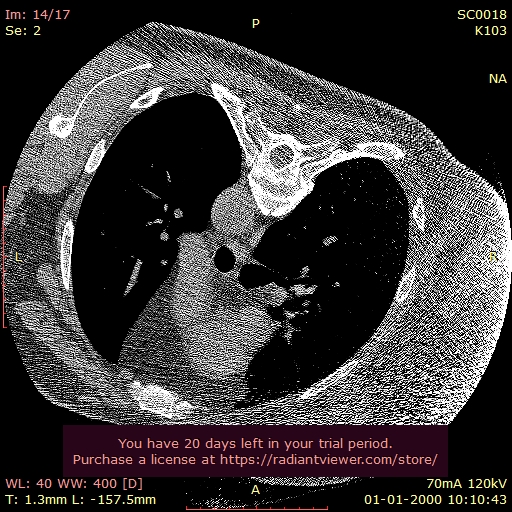 Im: 14/17
Se: 2
P
SC0018
K103
NA
L
R
You have 20 days left in your trial period.
Purchase a license at https://radiantviewer.com/store/
WL: 40 WW: 400 [D]
T: 1.3mm L: -157.5mm
A
70mA 120kV
01-01-2000 10:10:43